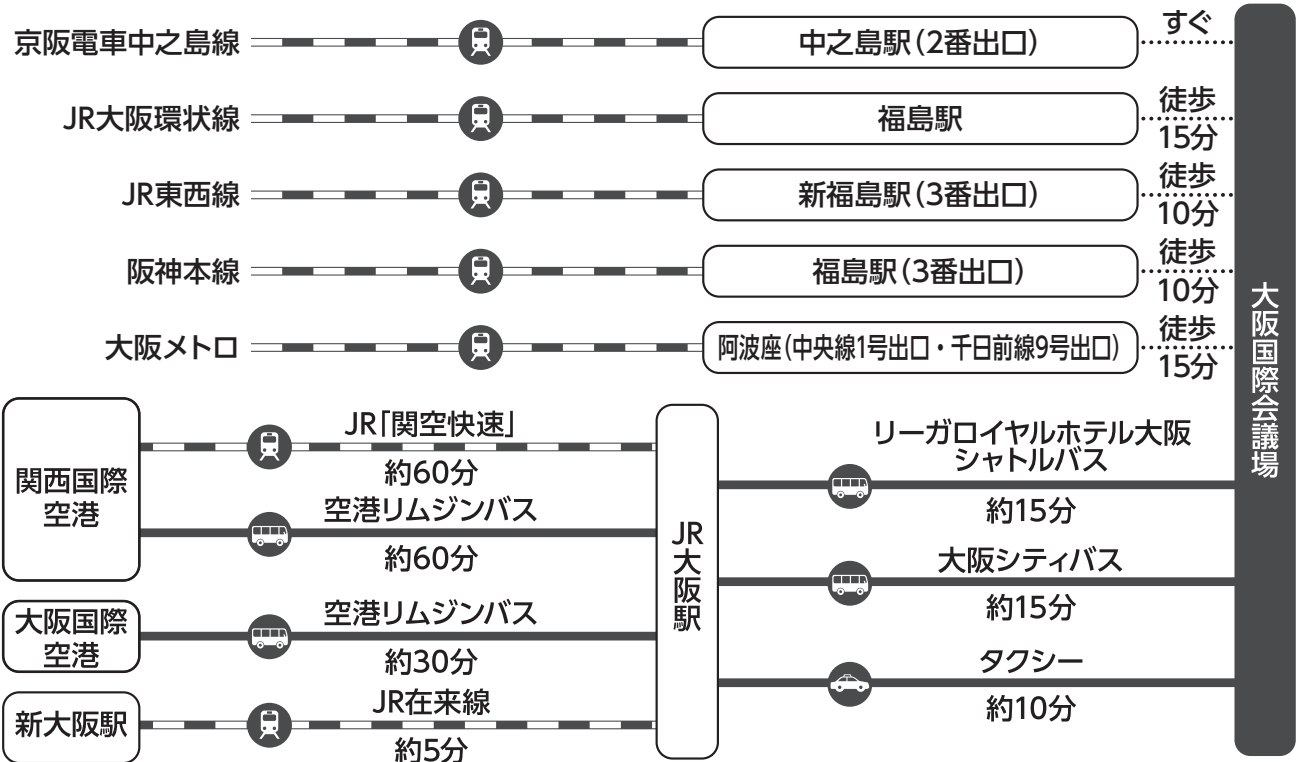 京阪電車中之島線
中之島駅(2番出口)
すぐ
JR大阪環状線
福島駅
徒歩
15分
JR東西線
新福島駅(3番出口)
徒歩
10分
阪神本線
福島駅(3番出口)
徒歩
10分
大阪メトロ
阿波座(中央線1号出口・千日前線9号出口)
徒歩
15分
大阪国際会議場
関西国際
空港
JR「関空快速」
約60分
空港リムジンバス
約60分
大阪国際
空港
空港リムジンバス
約30分
新大阪駅
JR在来線
約5分
JR大阪駅
リーガロイヤルホテル大阪
シャトルバス
約15分
大阪シティバス
約15分
タクシー
約10分